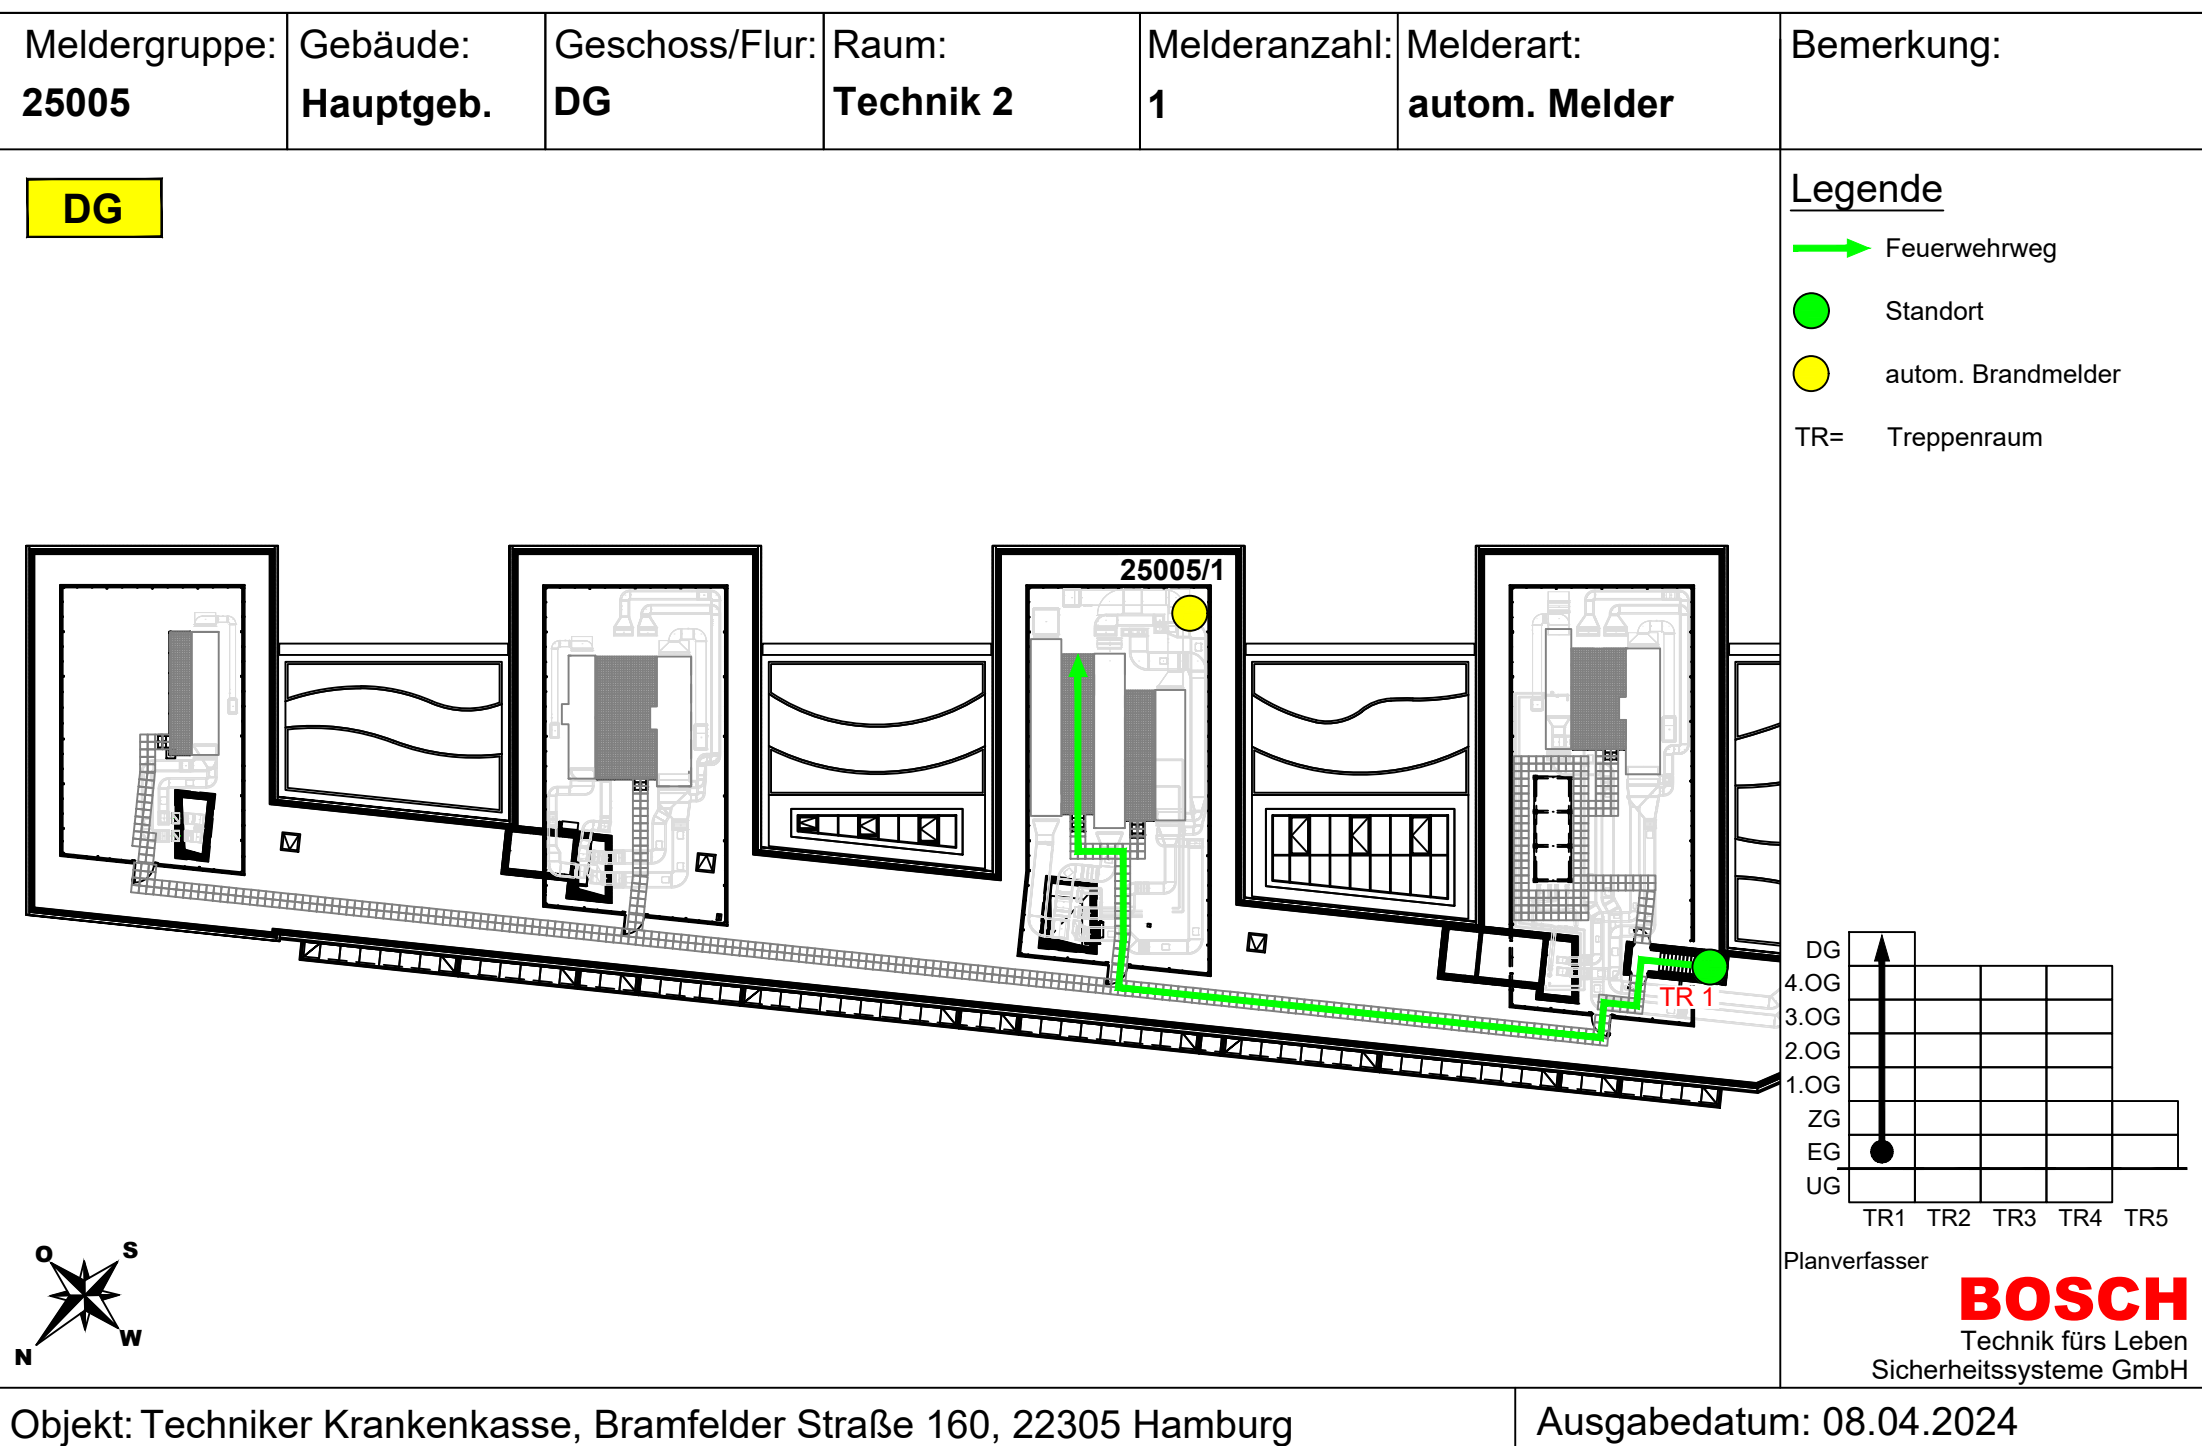 Meldergruppe: Gebäude: Geschoss/Flur: Raum: Melderanzahl: Melderart: Bemerkung:
25005 Hauptgeb. DG Technik 2 1 autom. Melder
DG
Legende
Feuerwehrweg
Standort
autom. Brandmelder
TR= Treppenraum
25005/1
TR 1
DG
4.OG
3.OG
2.OG
1.OG
ZG
EG
UG
TR1 TR2 TR3 TR4 TR5
O S
N W
Planverfasser
BOSCH
Technik fürs Leben
Sicherheitssysteme GmbH
Objekt: Techniker Krankenkasse, Bramfelder Straße 160, 22305 Hamburg Ausgabedatum: 08.04.2024